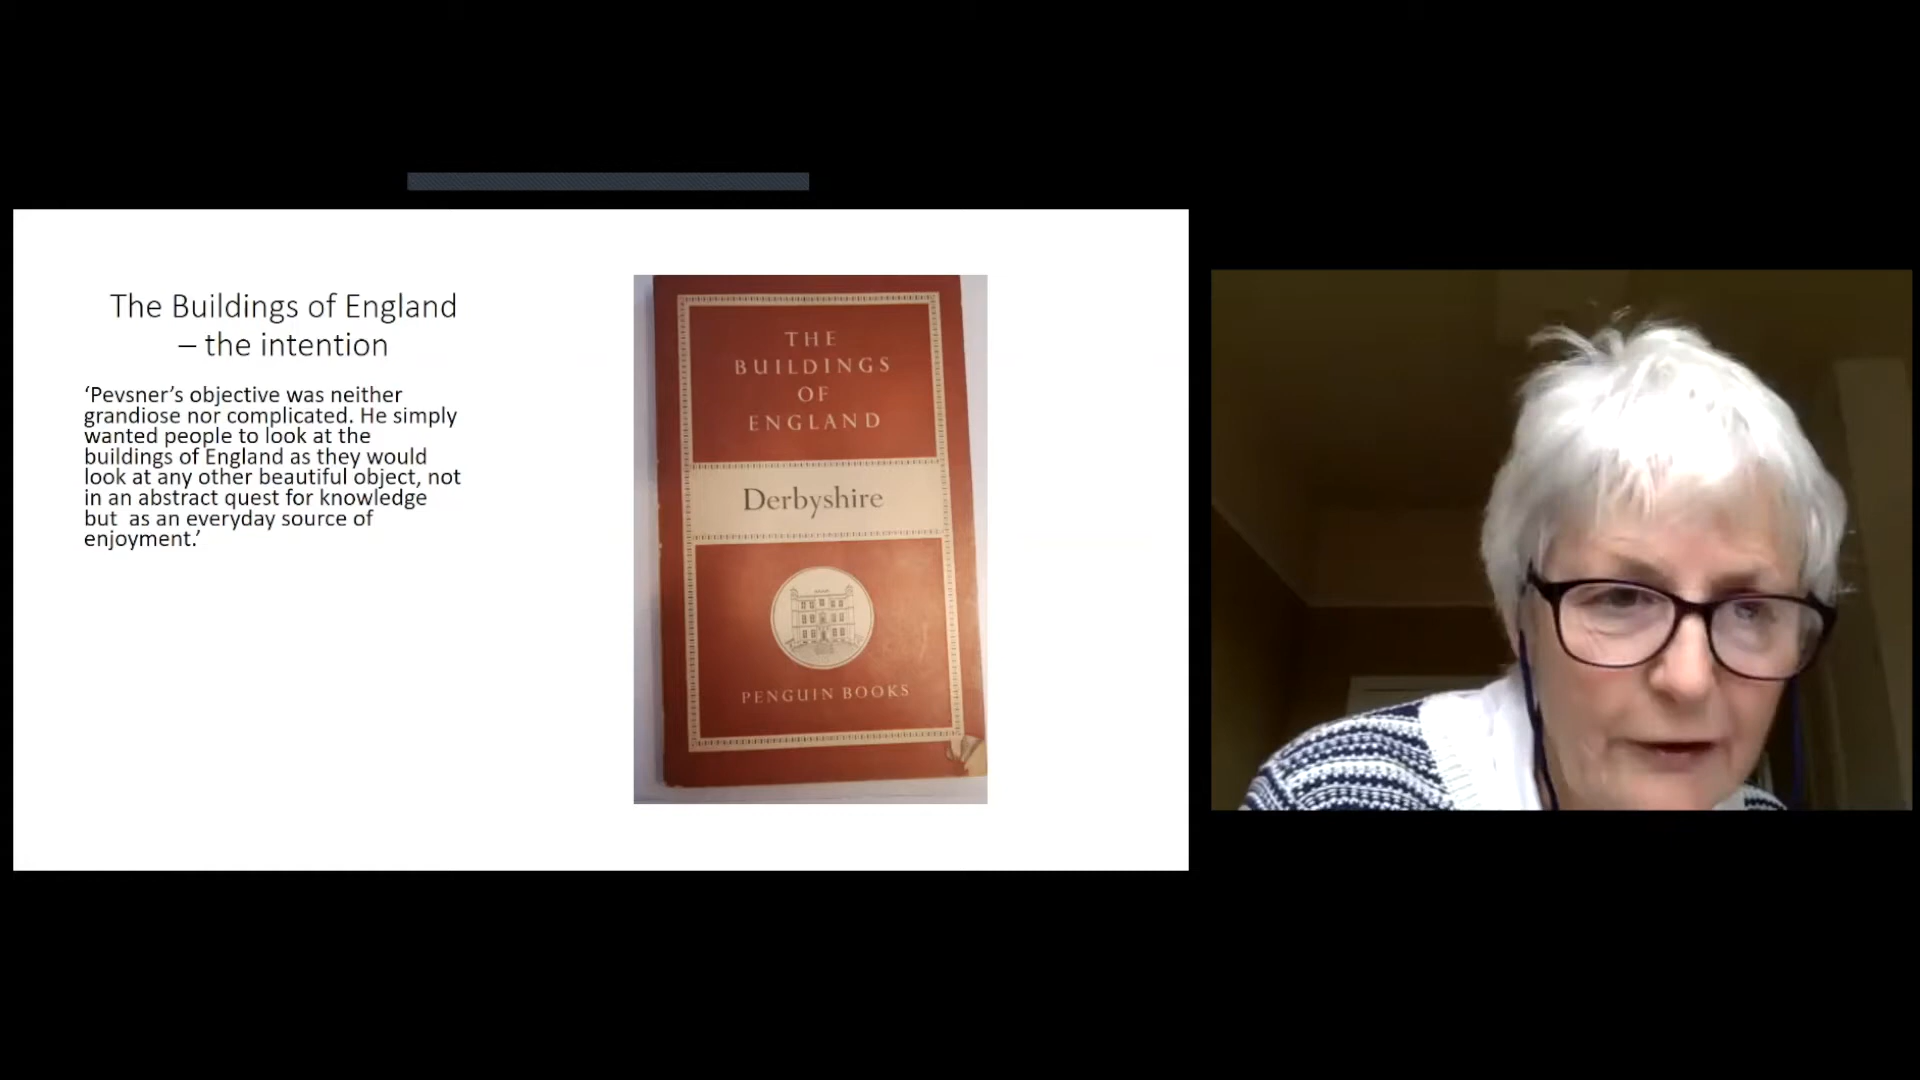 The Buildings of England
– the intention
‘Pevsner’s objective was neither
grandiose nor complicated. He simply
wanted people to look at the
buildings of England as they would
look at any other beautiful object, not
in an abstract quest for knowledge
but  as an everyday source of
enjoyment.’
THE
BUILDINGS
OF
ENGLAND
Derbyshire
PENGUIN BOOKS